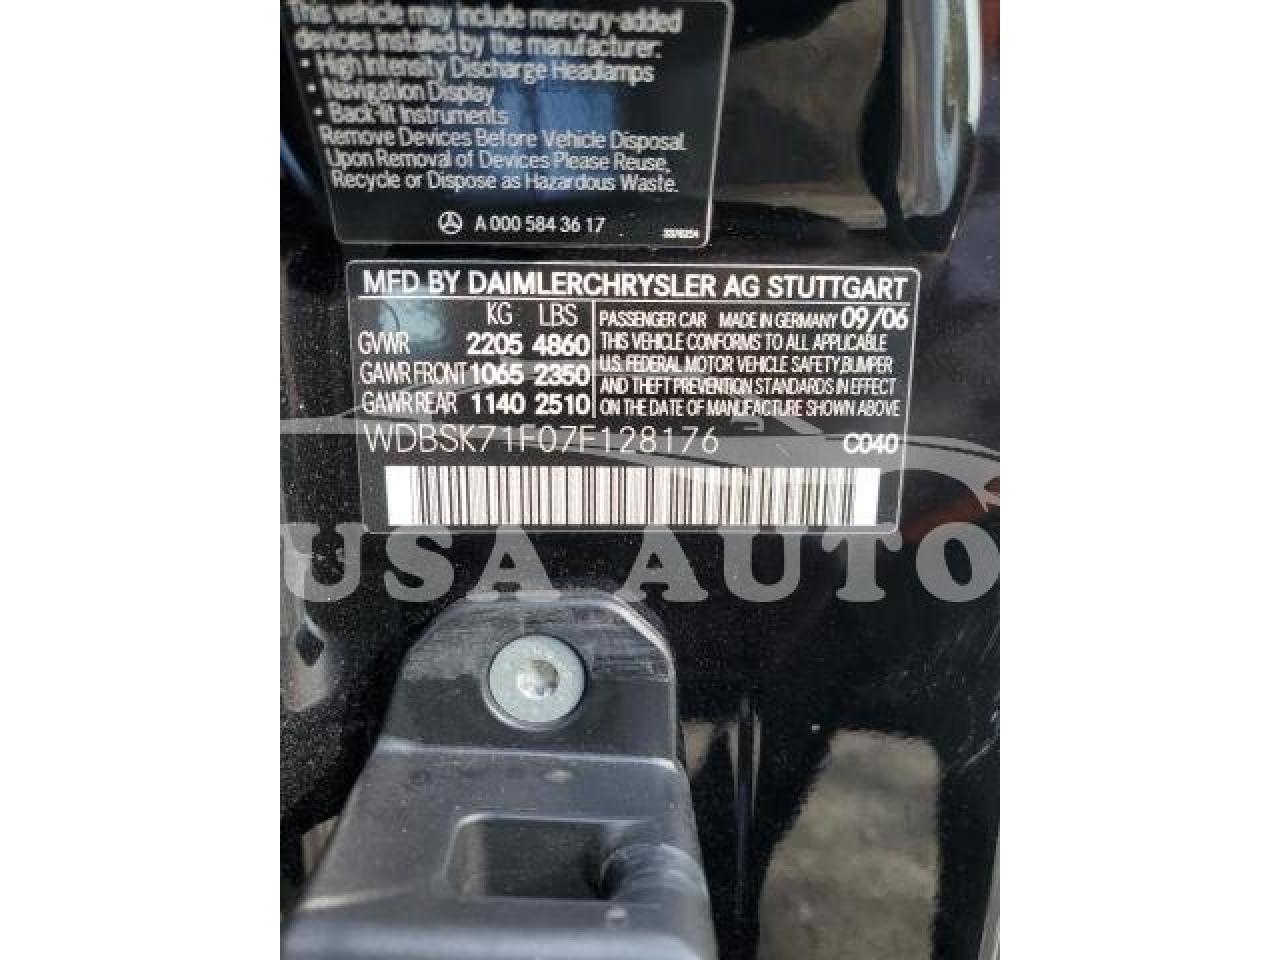 This vehicle may include mercury-added
devices installed by the manufacturer:
• High Intensity Discharge Headlamps
• Navigation Display
• Back-lit Instruments
Remove Devices Before Vehicle Disposal.
Upon Removal of Devices Please Reuse,
Recycle or Dispose as Hazardous Waste.
A 000 584 36 17
MFD BY DAIMLERCHRYSLER AG STUTTGART
KG LBS
GVWR 2205 4860
GAWR FRONT 1065 2350
GAWR REAR 1140 2510
PASSENGER CAR MADE IN GERMANY 09/06
THIS VEHICLE CONFORMS TO ALL APPLICABLE
U.S. FEDERAL MOTOR VEHICLE SAFETY, BUMPER
AND THEFT PREVENTION STANDARDS IN EFFECT
ON THE DATE OF MANUFACTURE SHOWN ABOVE
WDBSK71F07F128176 C040
USA AUTO